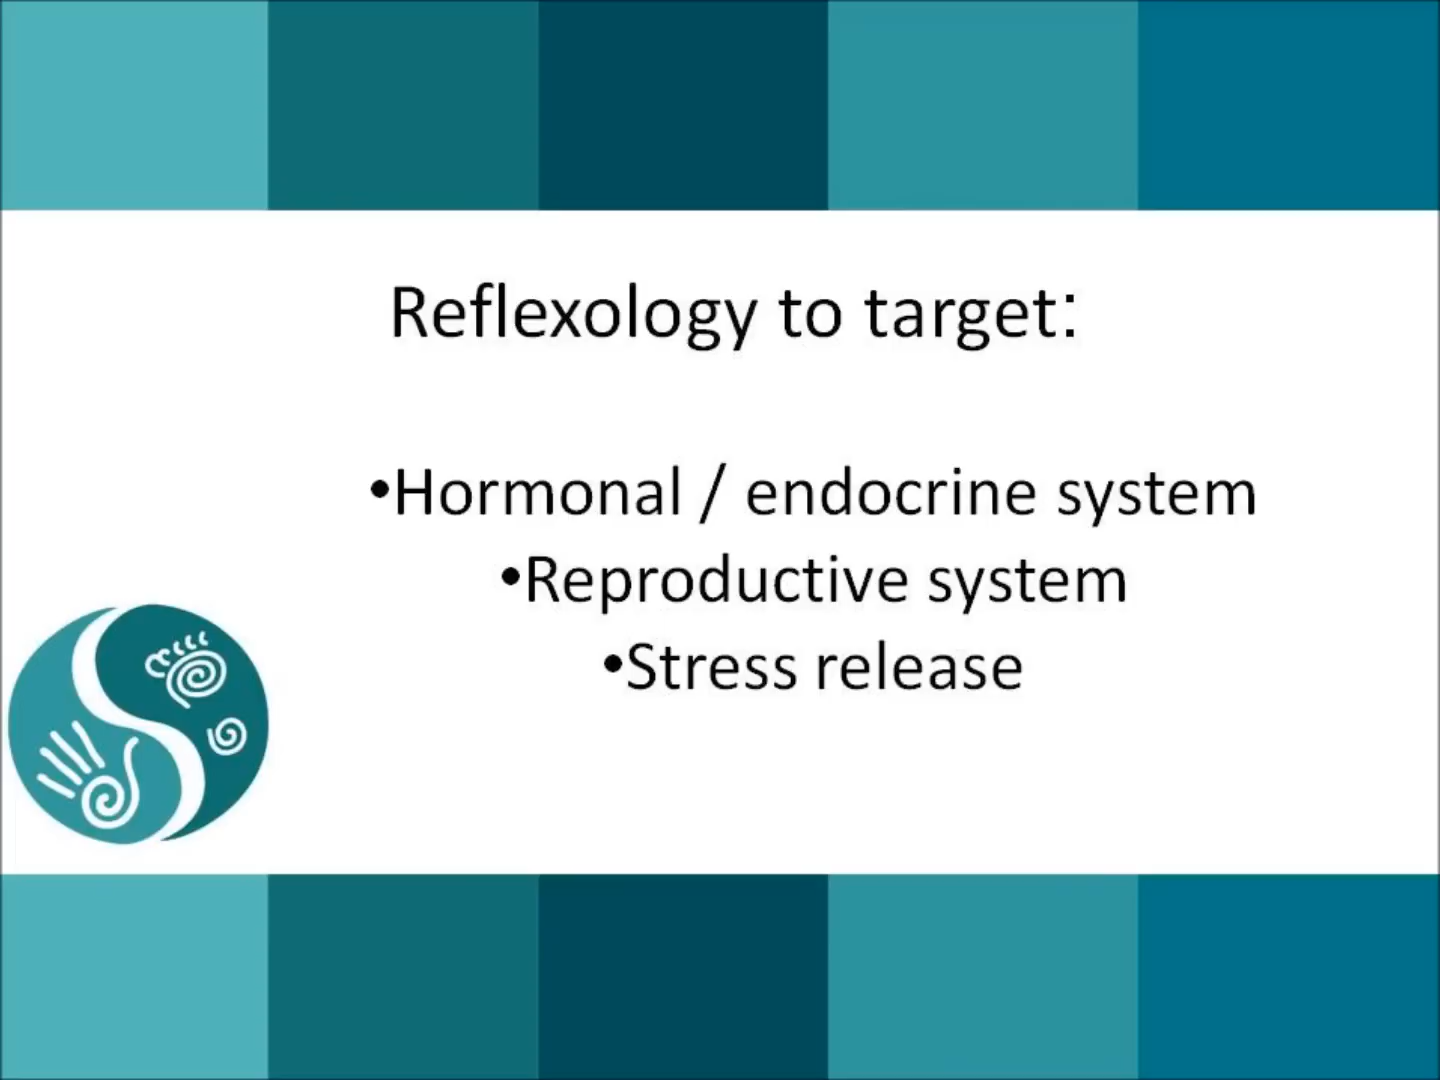 Reflexology to target:
•Hormonal / endocrine system
•Reproductive system
•Stress release